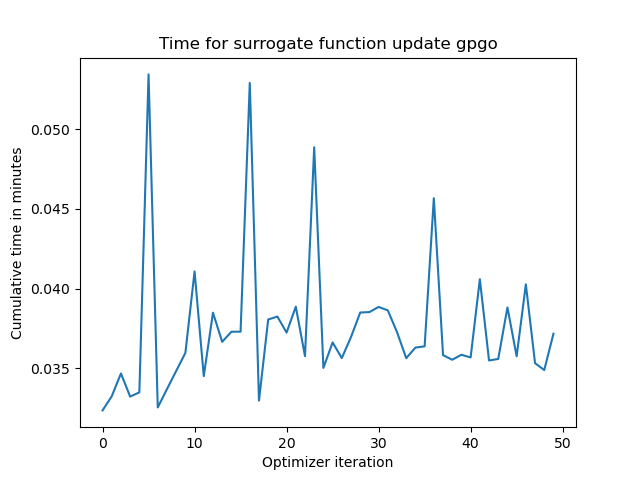 Time for surrogate function update gpgo
Cumulative time in minutes
0.050
0.045
0.040
0.035
0 10 20 30 40 50
Optimizer iteration